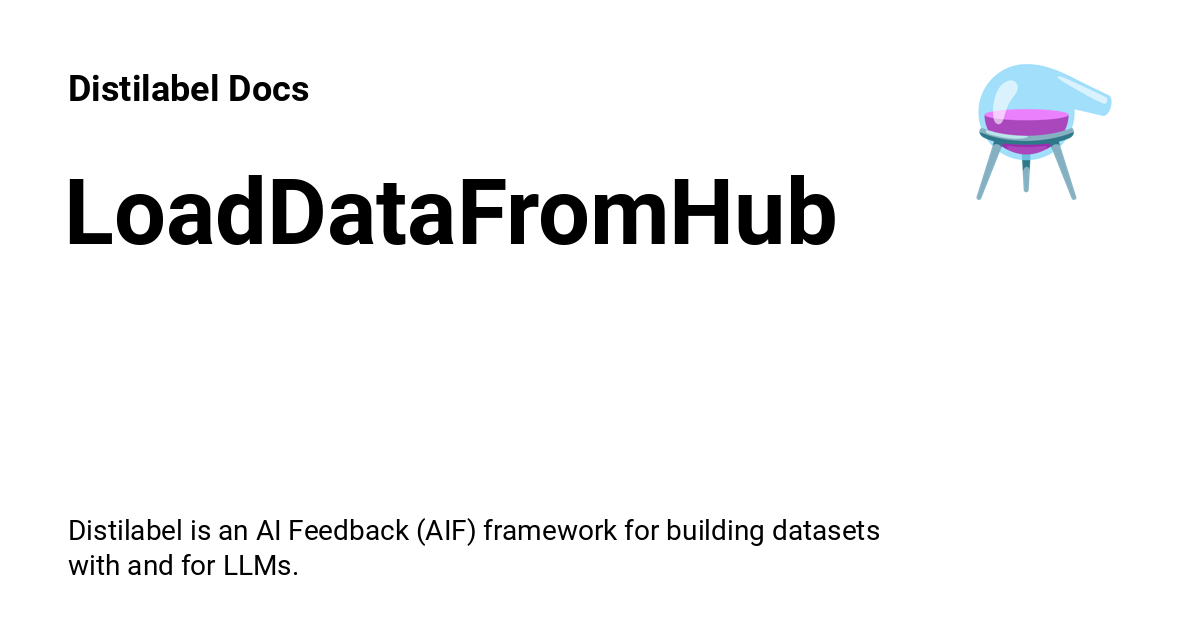 Distilabel Docs
LoadDataFromHub
Distilabel is an AI Feedback (AIF) framework for building datasets
with and for LLMs.